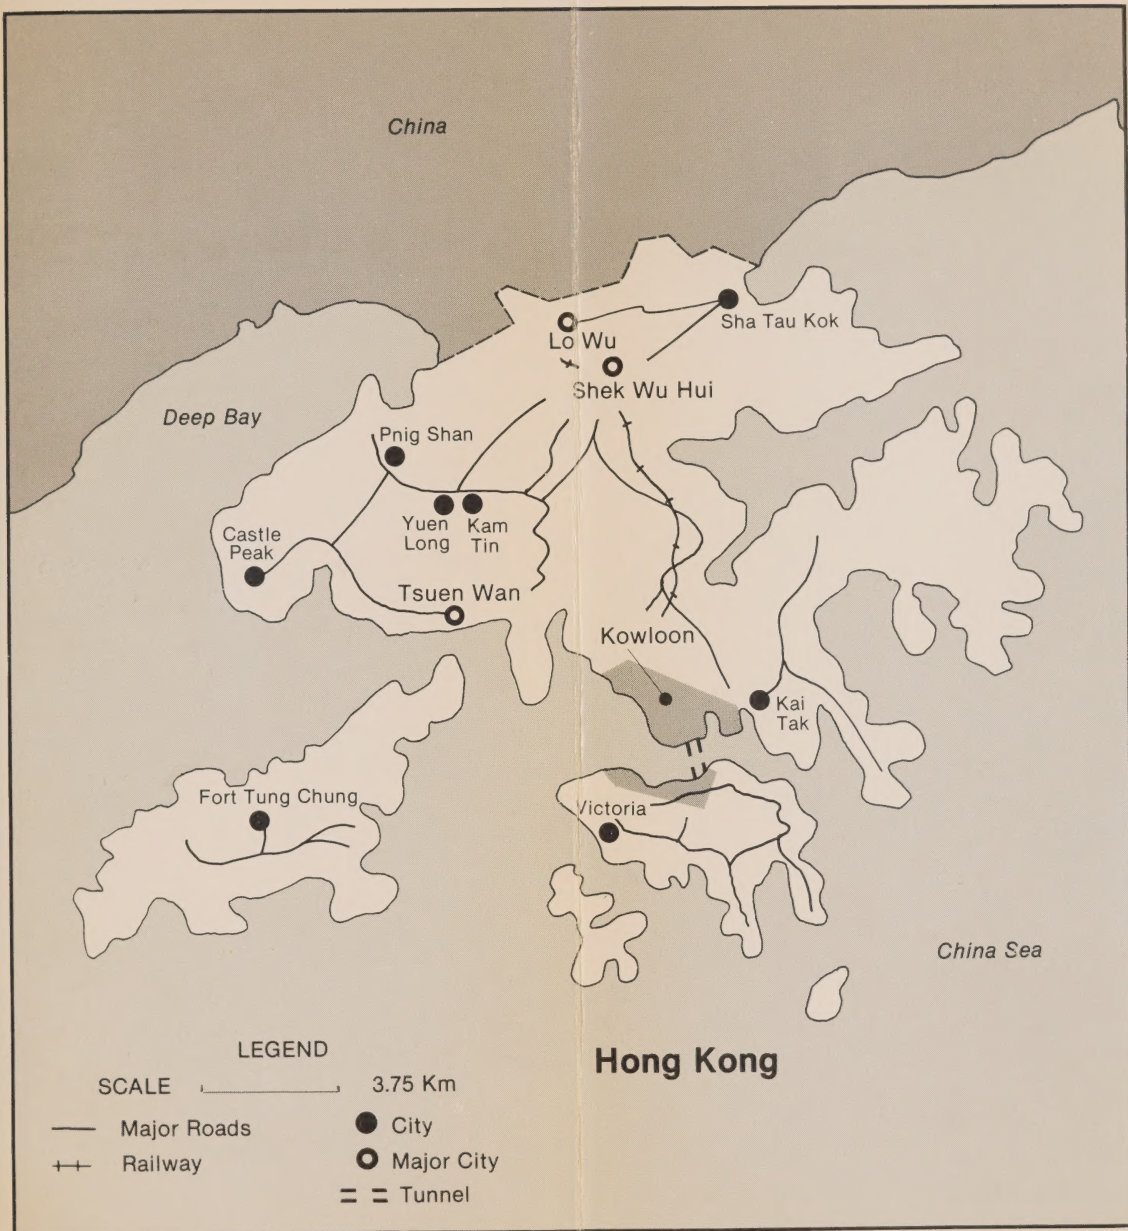 China
Sha Tau Kok
Lo Wu
Shek Wu Hui
Deep Bay
Pnig Shan
Yuen
Long
Kam
Tin
Castle
Peak
Tsuen Wan
Kowloon
Kai
Tak
Fort Tung Chung
Victoria
China Sea
Hong Kong
LEGEND
SCALE 3.75 Km
Major Roads
City
Railway
Major City
Tunnel